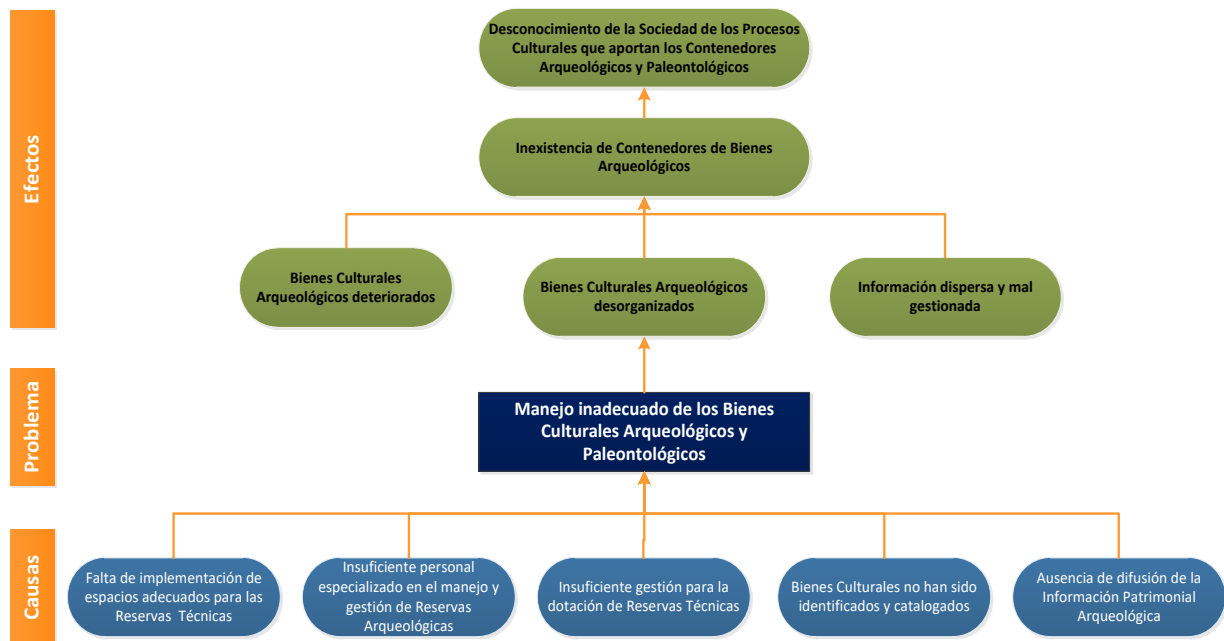 Efectos
Desconocimiento de la Sociedad de los Procesos
Culturales que aportan los Contenedores
Arqueológicos y Paleontológicos
Inexistencia de Contenedores de Bienes
Arqueológicos
Bienes Culturales
Arqueológicos deteriorados
Bienes Culturales Arqueológicos
desorganizados
Información dispersa y mal
gestionada
Problema
Manejo inadecuado de los Bienes
Culturales Arqueológicos y
Paleontológicos
Causas
Falta de implementación de
espacios adecuados para las
Reservas Técnicas
Insuficiente personal
especializado en el manejo y
gestión de Reservas
Arqueológicas
Insuficiente gestión para la
dotación de Reservas Técnicas
Bienes Culturales no han sido
identificados y catalogados
Ausencia de difusión de la
Información Patrimonial
Arqueológica